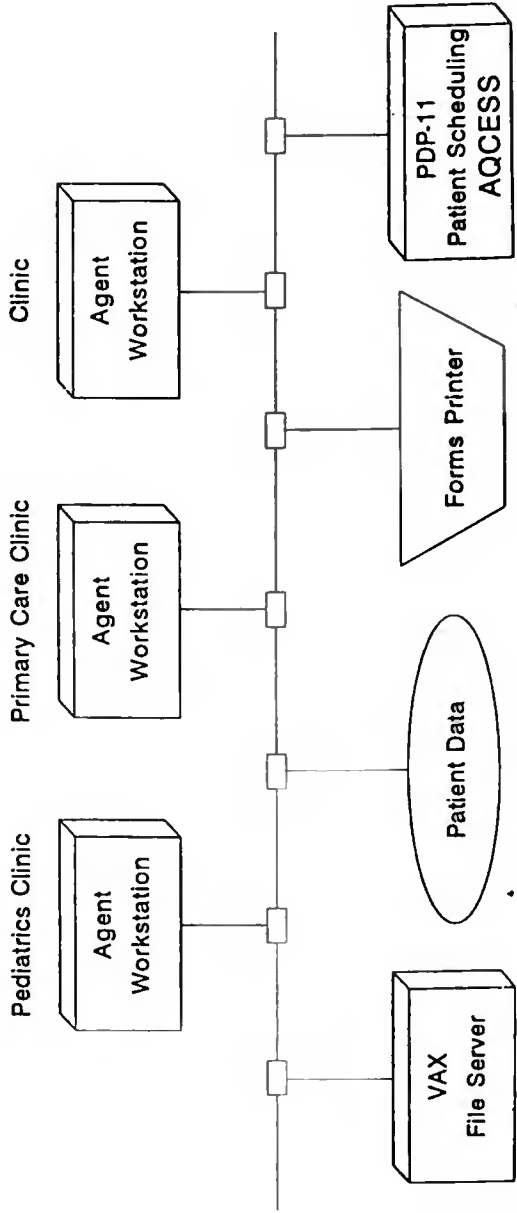 Pediatrics Clinic
Primary Care Clinic
Clinic
Agent
Workstation
Agent
Workstation
Agent
Workstation
VAX
File Server
Patient Data
Forms Printer
PDP-11
Patient Scheduling
AQCESS